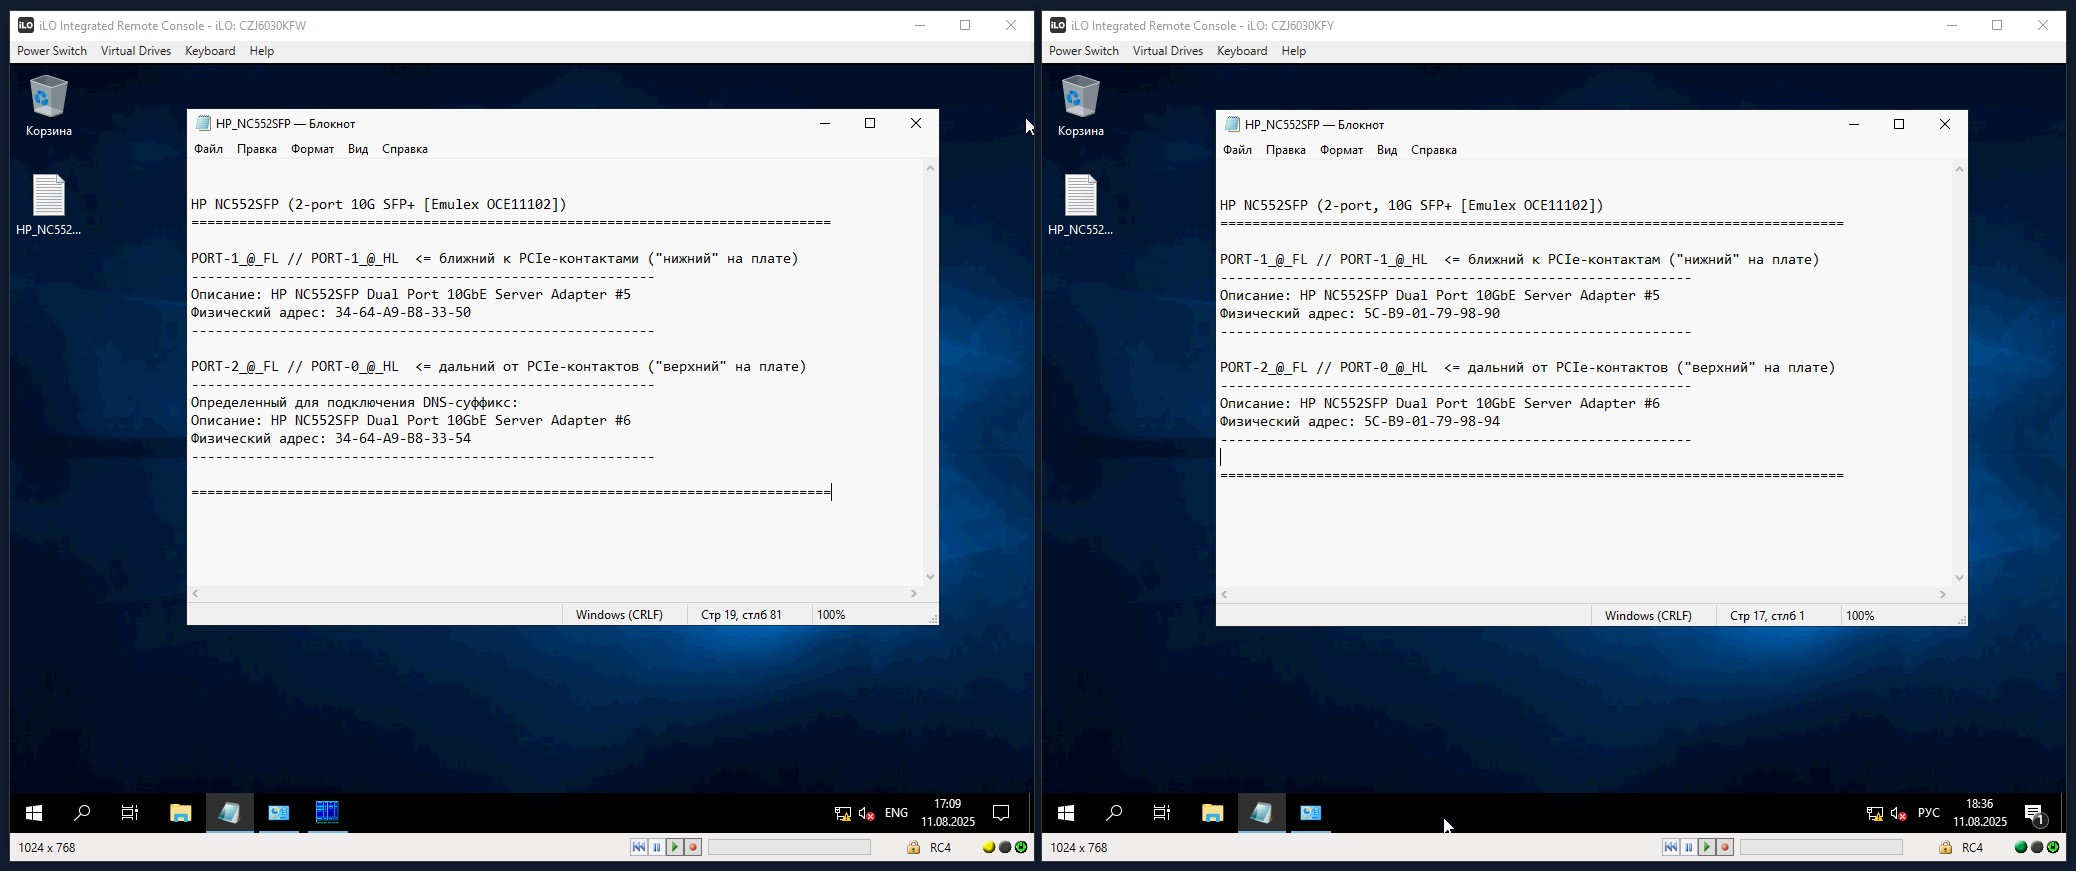 iLO Integrated Remote Console - iLO: CZJ6030KFW
Power Switch Virtual Drives Keyboard Help
Корзина
HP_NC552...
HP_NC552SFP — Блокнот
Файл Правка Формат Вид Справка
HP NC552SFP (2-port 10G SFP+ [Emulex OCE11102])
================================================================================
PORT-1_@_FL // PORT-1_@_HL <= ближний к PCIe-контактами ("нижний" на плате)
----------------------------------------------------------
Описание: HP NC552SFP Dual Port 10GbE Server Adapter #5
Физический адрес: 34-64-A9-B8-33-50
----------------------------------------------------------
PORT-2_@_FL // PORT-0_@_HL <= дальний от PCIe-контактов ("верхний" на плате)
----------------------------------------------------------
Определенный для подключения DNS-суффикс:
Описание: HP NC552SFP Dual Port 10GbE Server Adapter #6
Физический адрес: 34-64-A9-B8-33-54
----------------------------------------------------------
================================================================================
Windows (CRLF) Стр 19, стлб 81 100%
ENG 17:09
11.08.2025
1024 x 768 RC4
iLO Integrated Remote Console - iLO: CZJ6030KFY
Power Switch Virtual Drives Keyboard Help
Корзина
HP_NC552...
HP_NC552SFP — Блокнот
Файл Правка Формат Вид Справка
HP NC552SFP (2-port, 10G SFP+ [Emulex OCE11102])
==============================================================================
PORT-1_@_FL // PORT-1_@_HL <= ближний к PCIe-контактам ("нижний" на плате)
-----------------------------------------------------------
Описание: HP NC552SFP Dual Port 10GbE Server Adapter #5
Физический адрес: 5C-B9-01-79-98-90
-----------------------------------------------------------
PORT-2_@_FL // PORT-0_@_HL <= дальний от PCIe-контактов ("верхний" на плате)
-----------------------------------------------------------
Описание: HP NC552SFP Dual Port 10GbE Server Adapter #6
Физический адрес: 5C-B9-01-79-98-94
-----------------------------------------------------------
==============================================================================
Windows (CRLF) Стр 17, стлб 1 100%
РУС 18:36
11.08.2025 1
1024 x 768 RC4